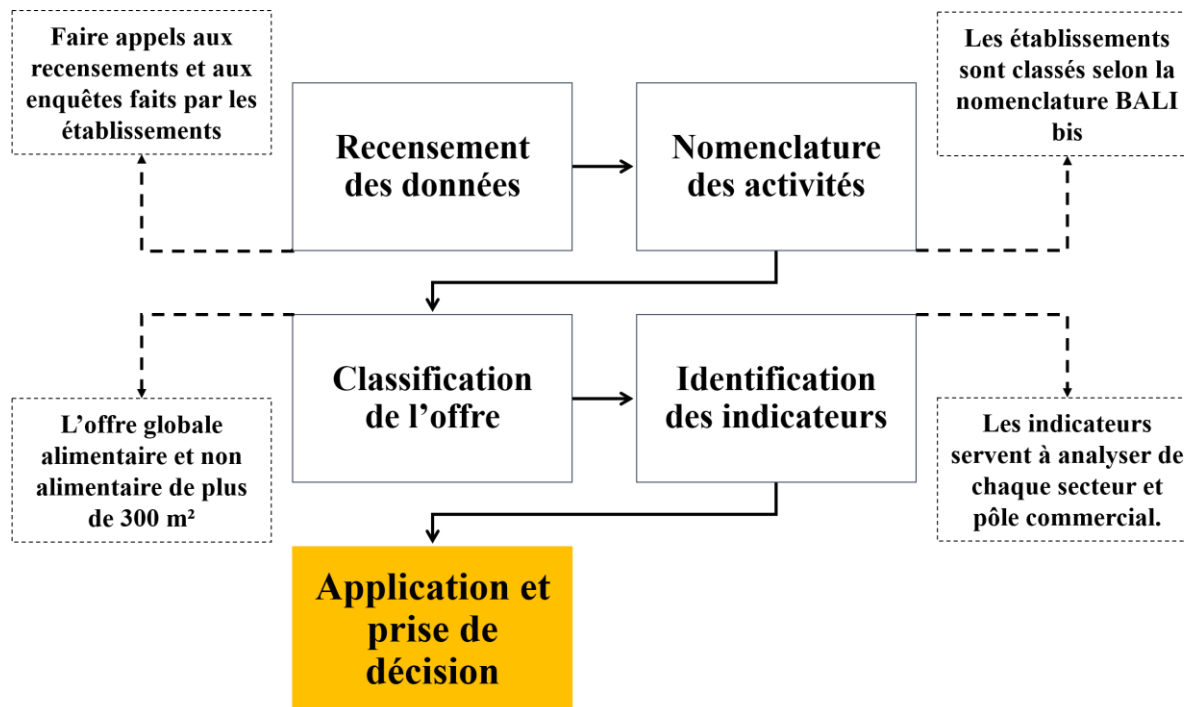 Faire appels aux
recensements et aux
enquêtes faits par les
établissements
Recensement
des données
Nomenclature
des activités
Les établissements
sont classés selon la
nomenclature BALI
bis
L’offre globale
alimentaire et non
alimentaire de plus
de 300 m²
Classification
de l’offre
Identification
des indicateurs
Les indicateurs
servent à analyser de
chaque secteur et
pôle commercial.
Application et
prise de
décision